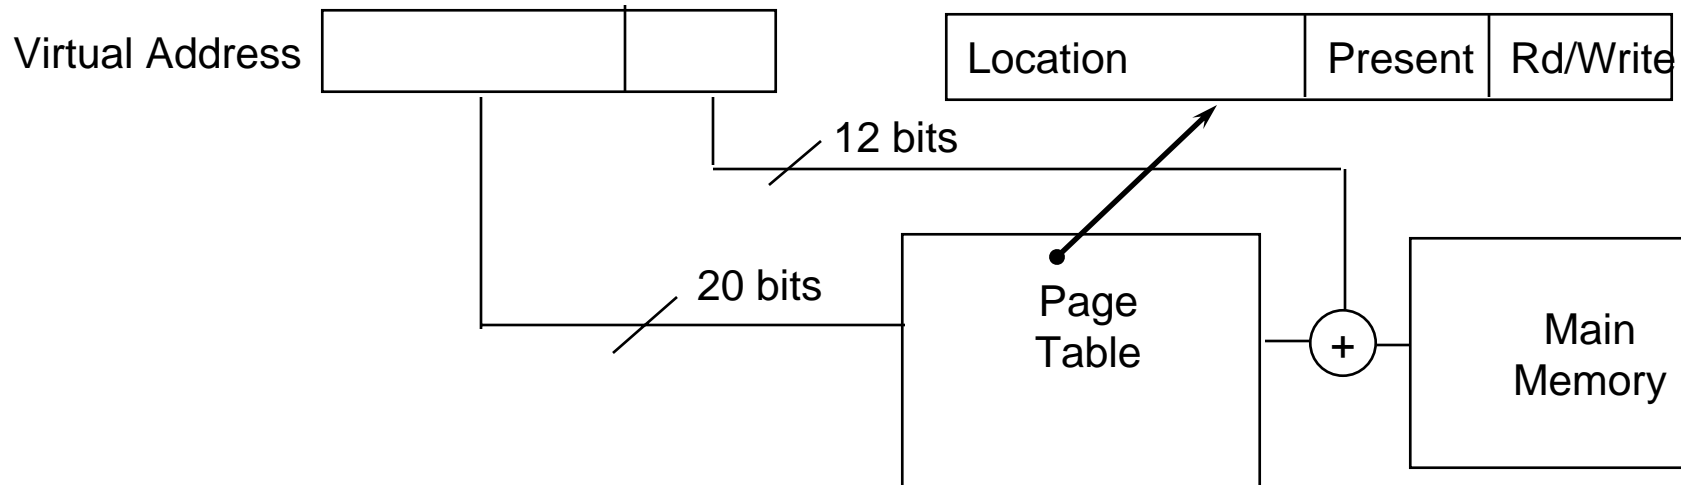 Virtual Address
Location
Present
Rd/Write
12 bits
20 bits
Page
Table
+
Main
Memory